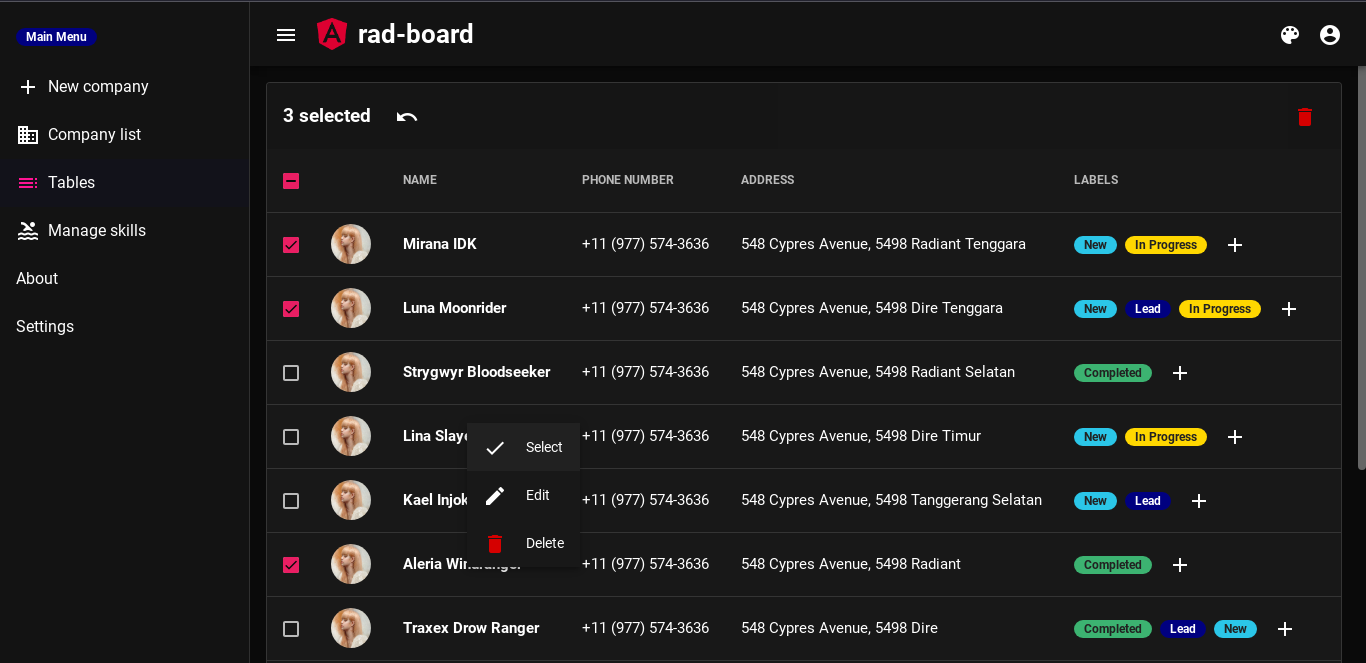 Main Menu
New company
Company list
Tables
Manage skills
About
Settings
rad-board
3 selected
NAME PHONE NUMBER ADDRESS LABELS
Mirana IDK +11 (977) 574-3636 548 Cypres Avenue, 5498 Radiant Tenggara New In Progress
Luna Moonrider +11 (977) 574-3636 548 Cypres Avenue, 5498 Dire Tenggara New Lead In Progress
Strygwyr Bloodseeker +11 (977) 574-3636 548 Cypres Avenue, 5498 Radiant Selatan Completed
Lina +11 (977) 574-3636 548 Cypres Avenue, 5498 Dire Timur New In Progress
Kael +11 (977) 574-3636 548 Cypres Avenue, 5498 Tanggerang Selatan New Lead
Aleria +11 (977) 574-3636 548 Cypres Avenue, 5498 Radiant Completed
Traxex Drow Ranger +11 (977) 574-3636 548 Cypres Avenue, 5498 Dire Completed Lead New
Select
Edit
Delete